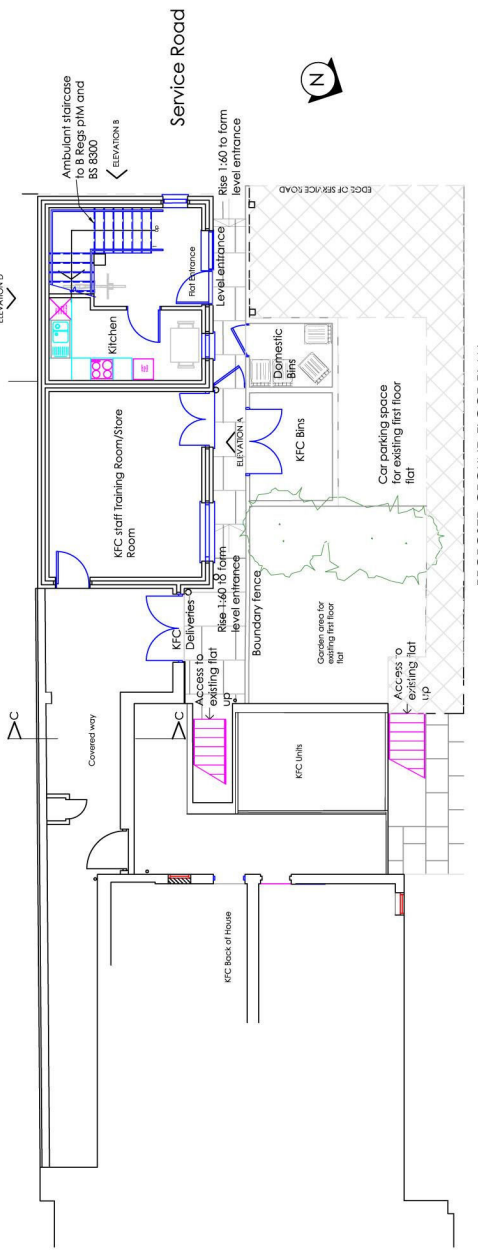 Service Road
Ambulant staircase
to B Regs ptM and
BS 8300
ELEVATION B
N
Rise 1:60 to form
level entrance
EDGES OF SERVICE ROAD
up
Flat Entrance
Level entrance
Kitchen
Domestic
Bins
KFC staff Training Room/Store
Room
ELEVATION A
KFC Bins
Car parking space
for existing first floor
flat
KFC
Deliveries
Rise 1:60 to form
level entrance
Boundary fence
Garden area for
existing first floor
flat
C
C
Covered way
Access to
existing flat
up
KFC Units
Access to
existing flat
up
KFC Back of House